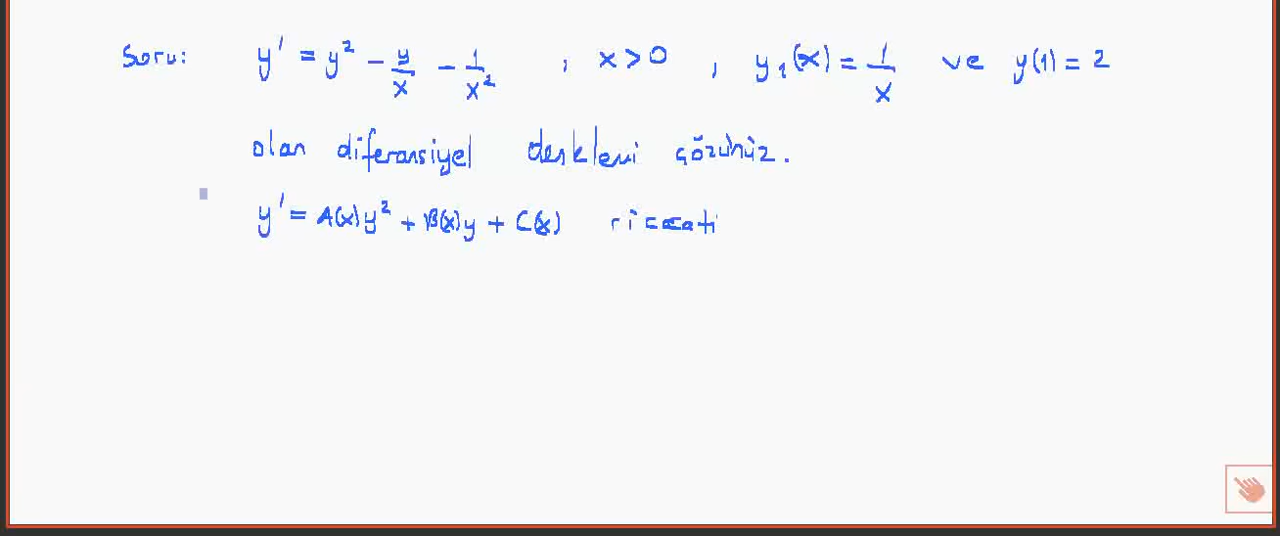 Soru: y' = y² - y/x - 1/x² , x > 0 , y₁(x) = 1/x ve y(1) = 2
olan diferansiyel denklemi çözünüz.
y' = A(x)y² + B(x)y + C(x) riccati